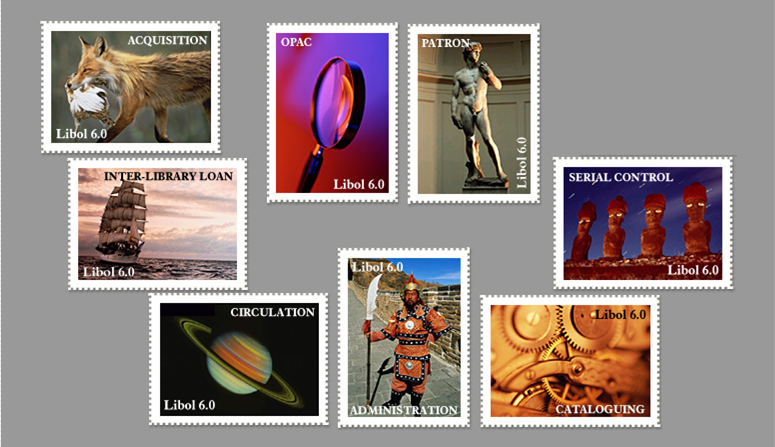 ACQUISITION
Libol 6.0
OPAC
Libol 6.0
PATRON
Libol 6.0
INTER-LIBRARY LOAN
Libol 6.0
SERIAL CONTROL
Libol 6.0
CIRCULATION
Libol 6.0
Libol 6.0
ADMINISTRATION
Libol 6.0
CATALOGUING